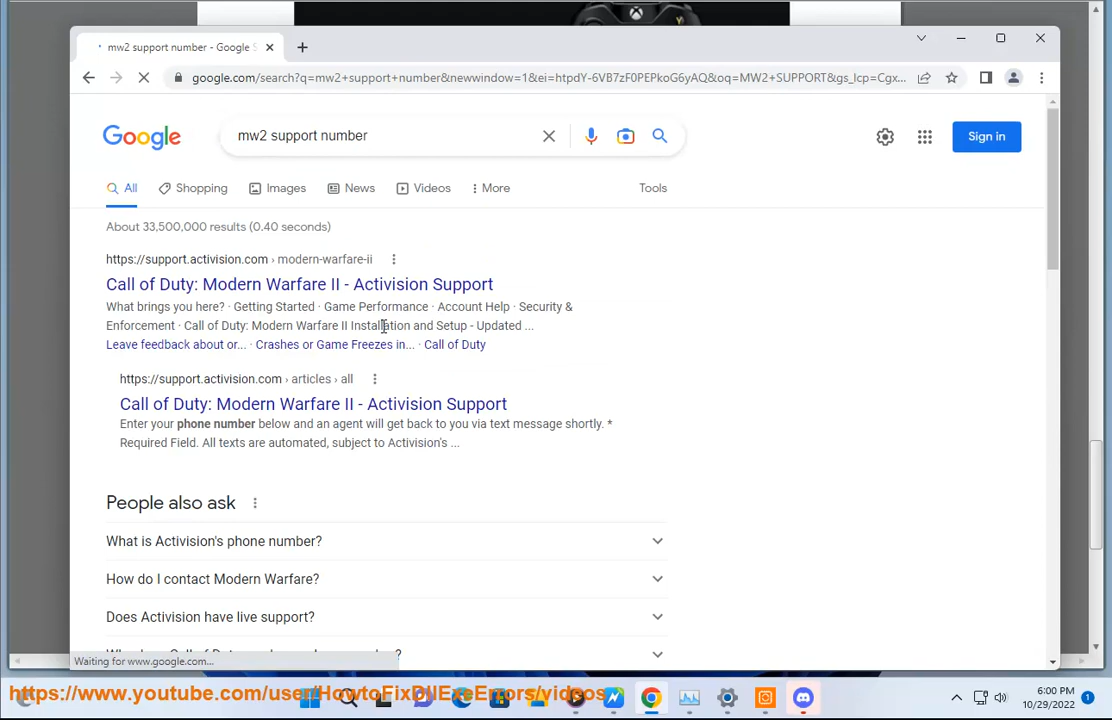 mw2 support number - Google S
google.com/search?q=mw2+support+number&newwindow=1&ei=htpdY-6VB7zF0PEPkoG6yAQ&oq=MW2+SUPPORT&gs_lcp=Cgx...
Google
mw2 support number
Sign in
All
Shopping
Images
News
Videos
More
Tools
About 33,500,000 results (0.40 seconds)
https://support.activision.com › modern-warfare-ii
Call of Duty: Modern Warfare II - Activision Support
What brings you here? · Getting Started · Game Performance · Account Help · Security &
Enforcement · Call of Duty: Modern Warfare II Installation and Setup - Updated ...
Leave feedback about or... · Crashes or Game Freezes in... · Call of Duty
https://support.activision.com › articles › all
Call of Duty: Modern Warfare II - Activision Support
Enter your phone number below and an agent will get back to you via text message shortly. *
Required Field. All texts are automated, subject to Activision's ...
People also ask
What is Activision's phone number?
How do I contact Modern Warfare?
Does Activision have live support?
Waiting for www.google.com...
https://www.youtube.com/user/HowtoFixDllExeErrors/videos
6:00 PM
10/29/2022
1